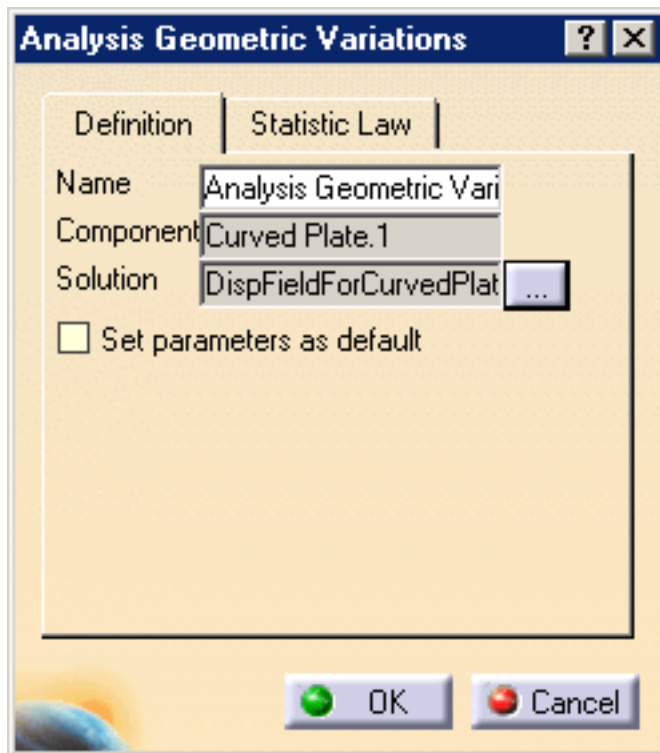 Analysis Geometric Variations ? X
Definition Statistic Law
Name Analysis Geometric Vari
Component Curved Plate.1
Solution DispFieldForCurvedPlat ...
Set parameters as default
OK Cancel